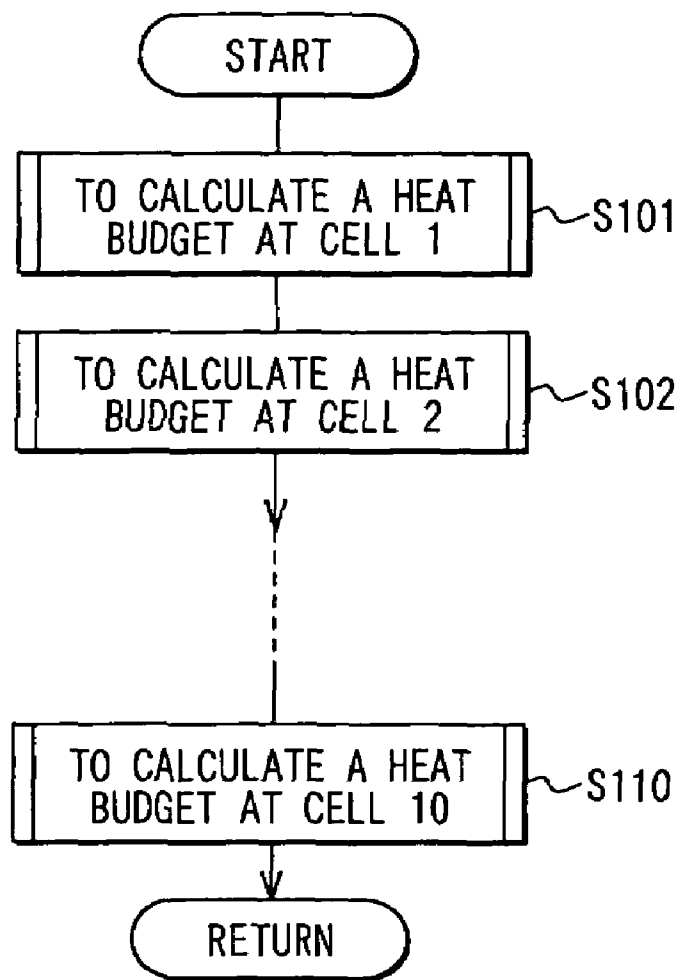 START
TO CALCULATE A HEAT
BUDGET AT CELL 1
S101
TO CALCULATE A HEAT
BUDGET AT CELL 2
S102
TO CALCULATE A HEAT
BUDGET AT CELL 10
S110
RETURN